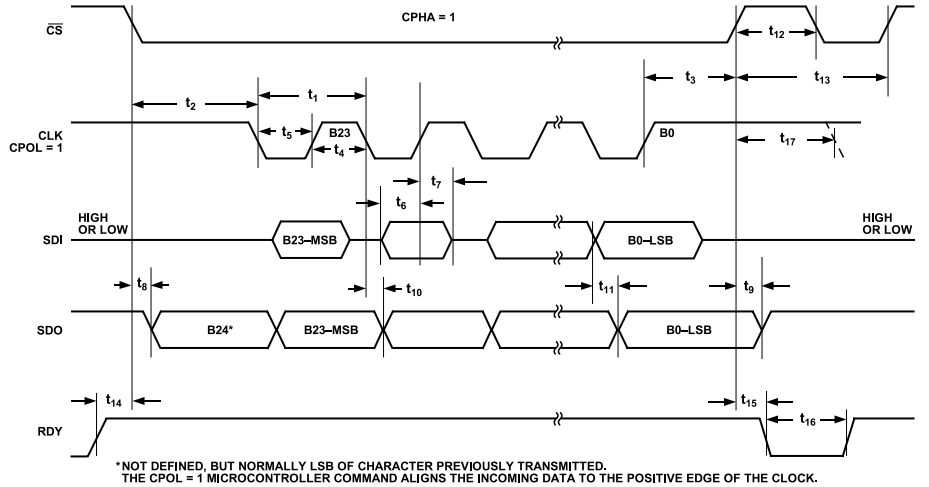 CPHA = 1
CS
t12
t3
t13
t2
t1
t5
B23
t4
CLK
CPOL = 1
B0
t17
t7
t6
HIGH
OR LOW
SDI
B23–MSB
B0–LSB
HIGH
OR LOW
t8
t10
t11
t9
SDO
B24*
B23–MSB
B0–LSB
t14
t15
t16
RDY
*NOT DEFINED, BUT NORMALLY LSB OF CHARACTER PREVIOUSLY TRANSMITTED.
THE CPOL = 1 MICROCONTROLLER COMMAND ALIGNS THE INCOMING DATA TO THE POSITIVE EDGE OF THE CLOCK.